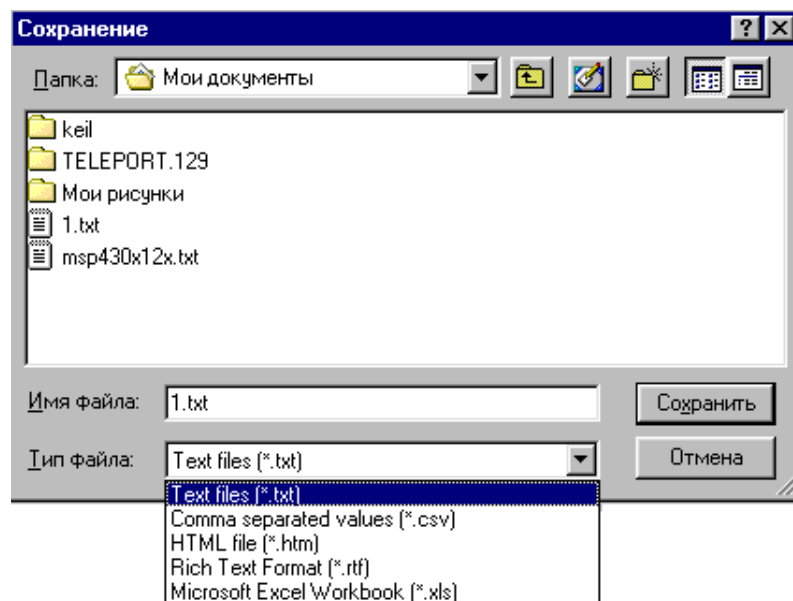 Сохранение
Папка: Мои документы
keil
TELEPORT.129
Мои рисунки
1.txt
msp430x12x.txt
Имя файла: 1.txt Сохранить
Тип файла: Text files (*.txt) Отмена
Text files (*.txt)
Comma separated values (*.csv)
HTML file (*.htm)
Rich Text Format (*.rtf)
Microsoft Excel Workbook (*.xls)